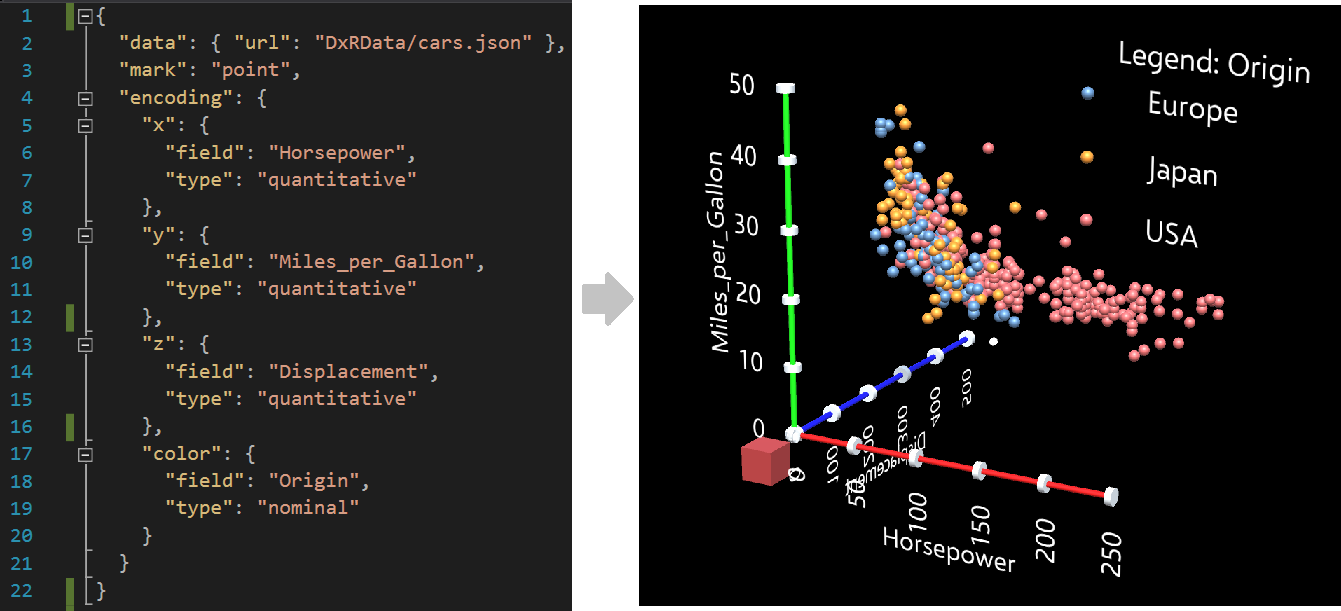 1 {
2 "data": { "url": "DxRData/cars.json" },
3 "mark": "point",
4 "encoding": {
5 "x": {
6 "field": "Horsepower",
7 "type": "quantitative"
8 },
9 "y": {
10 "field": "Miles_per_Gallon",
11 "type": "quantitative"
12 },
13 "z": {
14 "field": "Displacement",
15 "type": "quantitative"
16 },
17 "color": {
18 "field": "Origin",
19 "type": "nominal"
20 }
21 }
22 }
Legend: Origin
Europe
Japan
USA
Miles_per_Gallon
50
40
30
20
10
0
0
100
200
300
400
500
Displacement
0
50
100
150
200
250
Horsepower